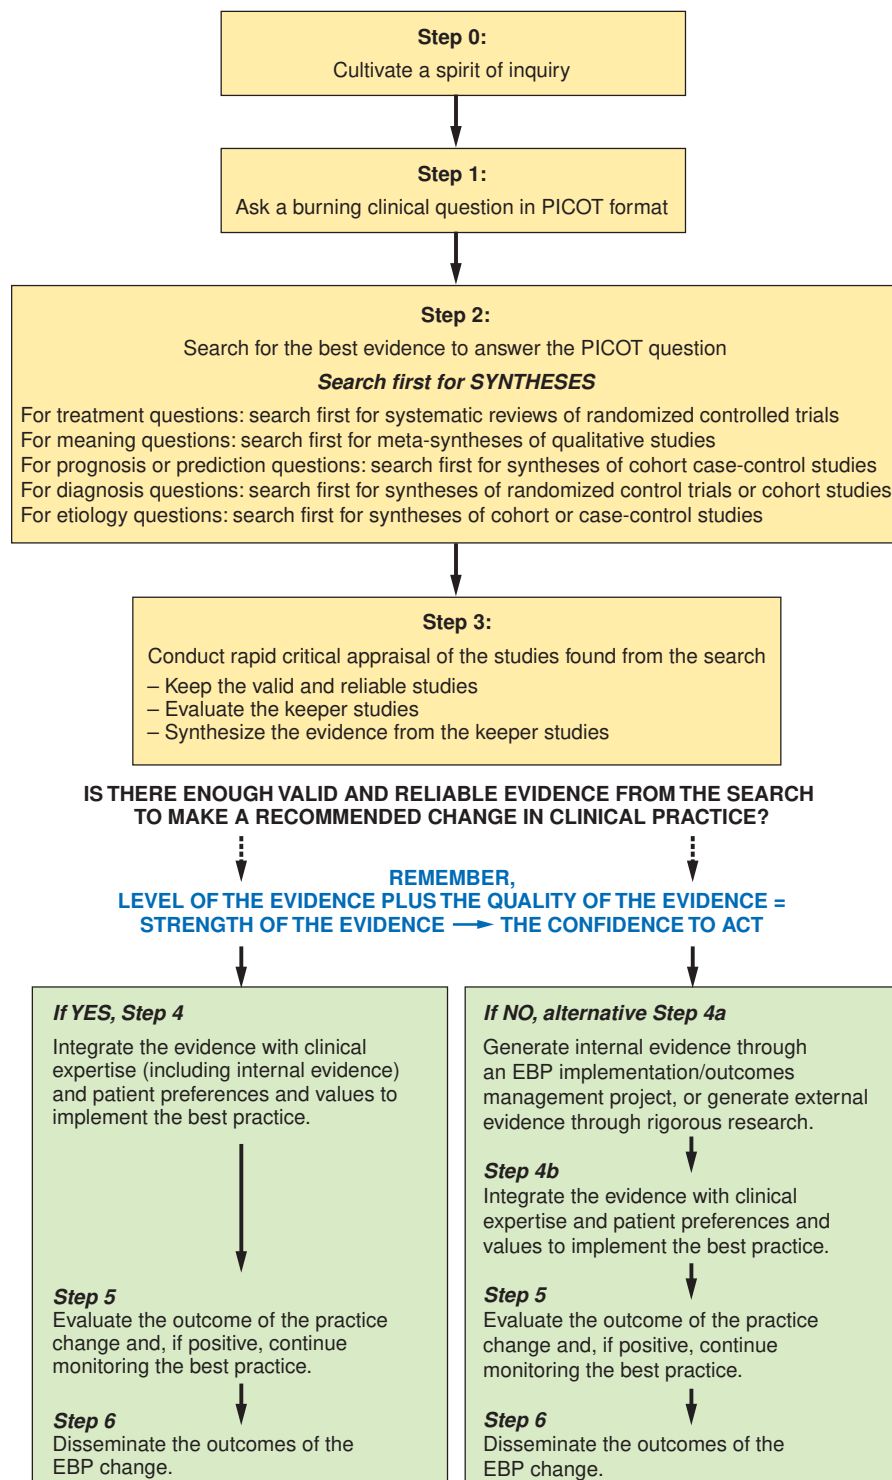 Step 0:
Cultivate a spirit of inquiry
Step 1:
Ask a burning clinical question in PICOT format
Step 2:
Search for the best evidence to answer the PICOT question
Search first for SYNTHESES
For treatment questions: search first for systematic reviews of randomized controlled trials
For meaning questions: search first for meta-syntheses of qualitative studies
For prognosis or prediction questions: search first for syntheses of cohort case-control studies
For diagnosis questions: search first for syntheses of randomized control trials or cohort studies
For etiology questions: search first for syntheses of cohort or case-control studies
Step 3:
Conduct rapid critical appraisal of the studies found from the search
– Keep the valid and reliable studies
– Evaluate the keeper studies
– Synthesize the evidence from the keeper studies
IS THERE ENOUGH VALID AND RELIABLE EVIDENCE FROM THE SEARCH
TO MAKE A RECOMMENDED CHANGE IN CLINICAL PRACTICE?
REMEMBER,
LEVEL OF THE EVIDENCE PLUS THE QUALITY OF THE EVIDENCE =
STRENGTH OF THE EVIDENCE → THE CONFIDENCE TO ACT
If YES, Step 4
Integrate the evidence with clinical
expertise (including internal evidence)
and patient preferences and values to
implement the best practice.
Step 5
Evaluate the outcome of the practice
change and, if positive, continue
monitoring the best practice.
Step 6
Disseminate the outcomes of the
EBP change.
If NO, alternative Step 4a
Generate internal evidence through
an EBP implementation/outcomes
management project, or generate external
evidence through rigorous research.
Step 4b
Integrate the evidence with clinical
expertise and patient preferences and
values to implement the best practice.
Step 5
Evaluate the outcome of the practice
change and, if positive, continue
monitoring the best practice.
Step 6
Disseminate the outcomes of the
EBP change.